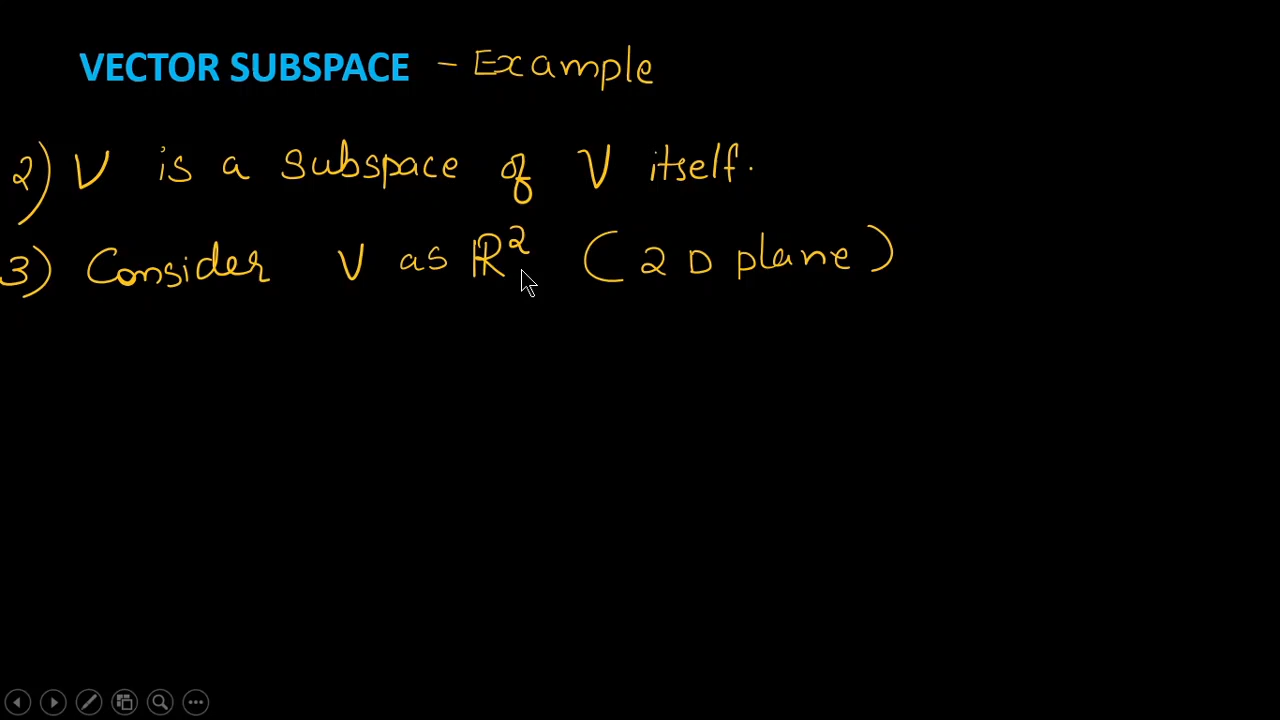 VECTOR SUBSPACE - Example
2) V is a subspace of V itself.
3) Consider V as ℝ² (2D plane)